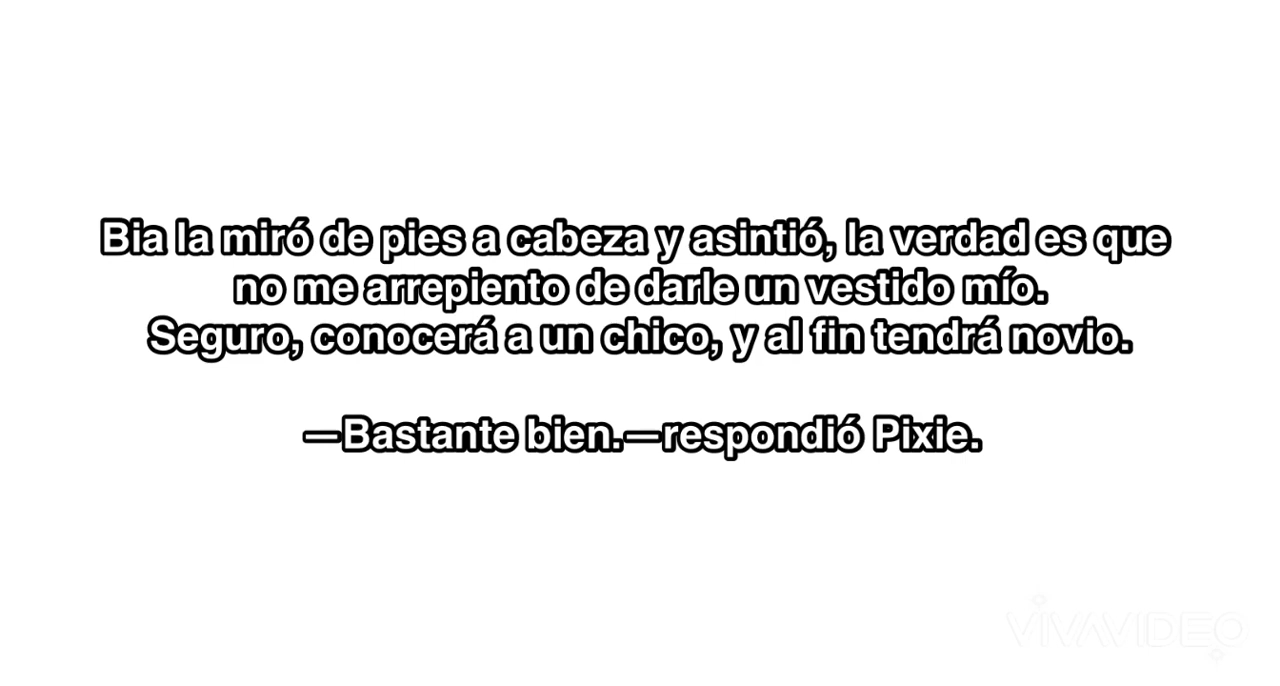 Bia la miró de pies a cabeza y asintió, la verdad es que
no me arrepiento de darle un vestido mío.
Seguro, conocerá a un chico, y al fin tendrá novio.
—Bastante bien.—respondió Pixie.
VIVAVIDEO